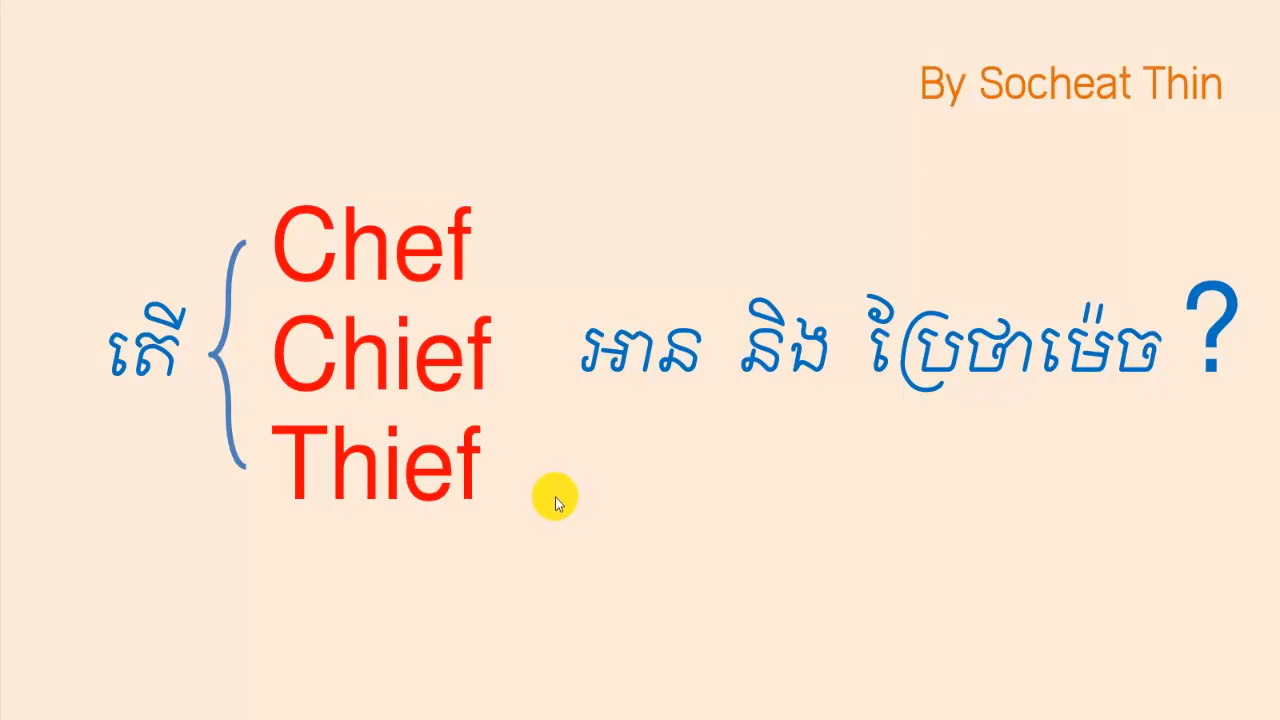 By Socheat Thin
Chef
តើ Chief អាន និង ប្រែថាម៉េច ?
Thief